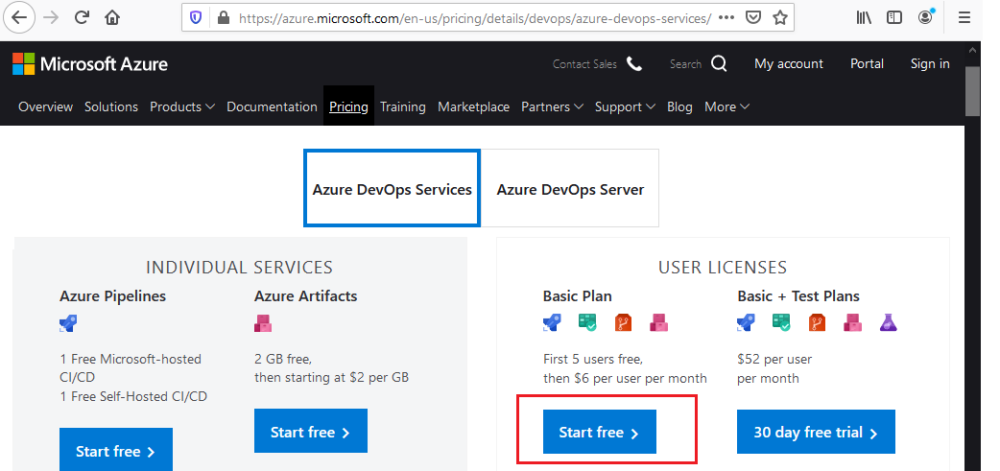 https://azure.microsoft.com/en-us/pricing/details/devops/azure-devops-services/
Microsoft Azure
Contact Sales
Search
My account
Portal
Sign in
Overview
Solutions
Products
Documentation
Pricing
Training
Marketplace
Partners
Support
Blog
More
Azure DevOps Services
Azure DevOps Server
INDIVIDUAL SERVICES
Azure Pipelines
1 Free Microsoft-hosted
CI/CD
1 Free Self-Hosted CI/CD
Start free
Azure Artifacts
2 GB free,
then starting at $2 per GB
Start free
USER LICENSES
Basic Plan
First 5 users free,
then $6 per user per month
Start free
Basic + Test Plans
$52 per user
per month
30 day free trial